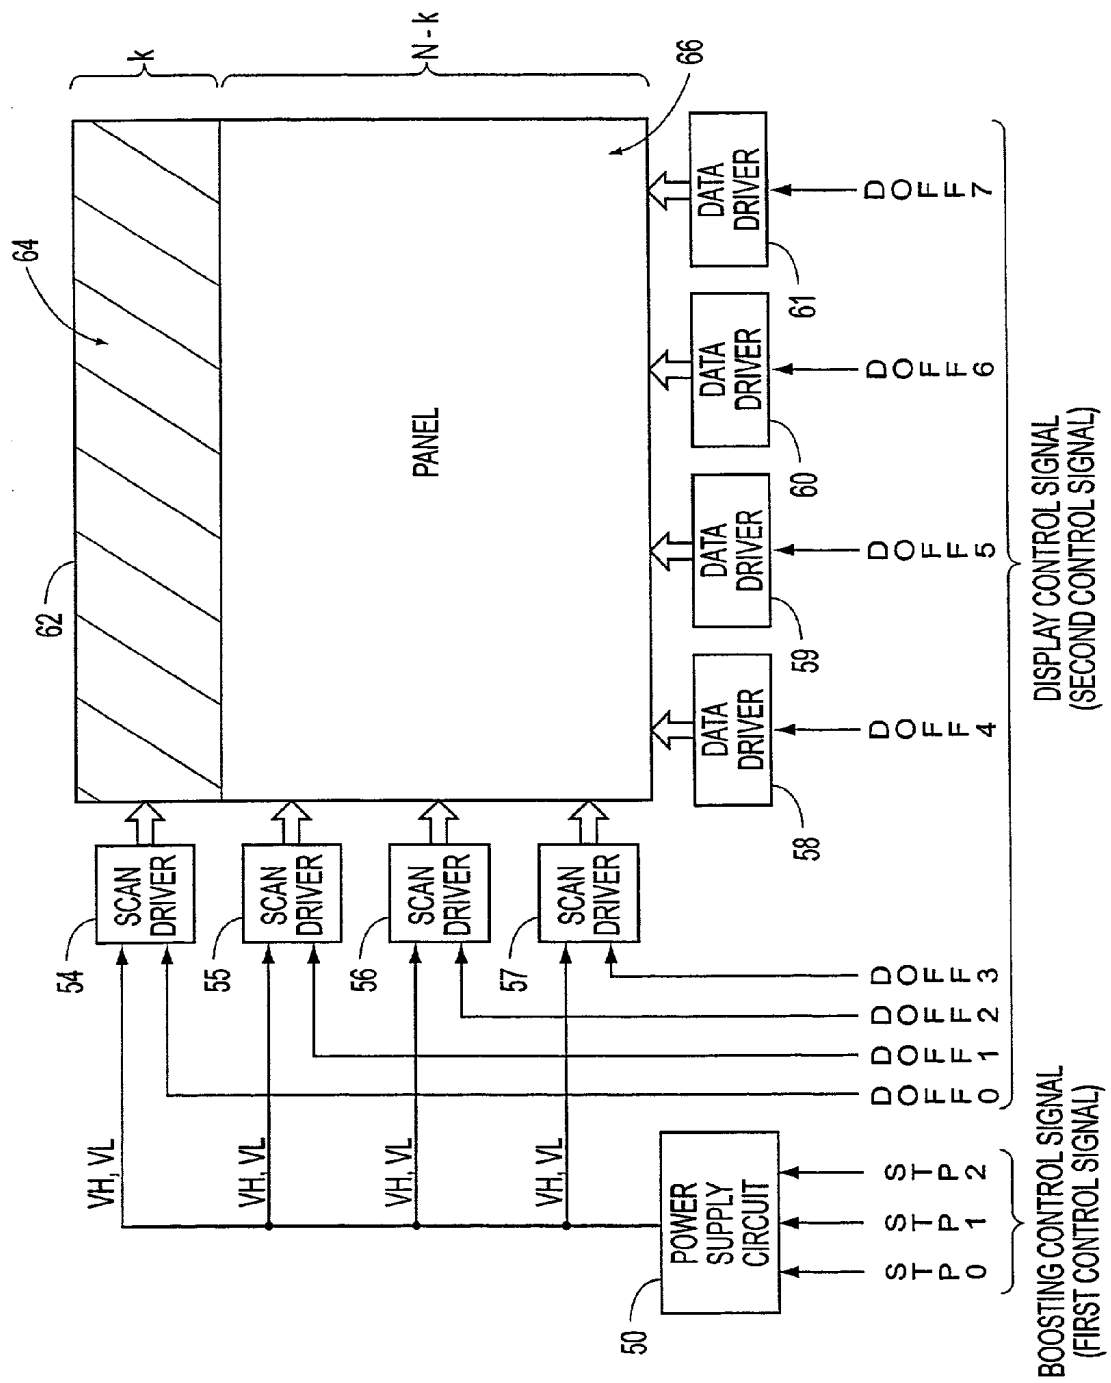 k
N - k
64
66
62
PANEL
SCAN DRIVER
54
SCAN DRIVER
55
SCAN DRIVER
56
SCAN DRIVER
57
DATA DRIVER
58
DATA DRIVER
59
DATA DRIVER
60
DATA DRIVER
61
VH, VL
VH, VL
VH, VL
VH, VL
POWER
SUPPLY
CIRCUIT
50
STP0
STP1
STP2
DOFF0
DOFF1
DOFF2
DOFF3
DOFF4
DOFF5
DOFF6
DOFF7
BOOSTING CONTROL SIGNAL
(FIRST CONTROL SIGNAL)
DISPLAY CONTROL SIGNAL
(SECOND CONTROL SIGNAL)